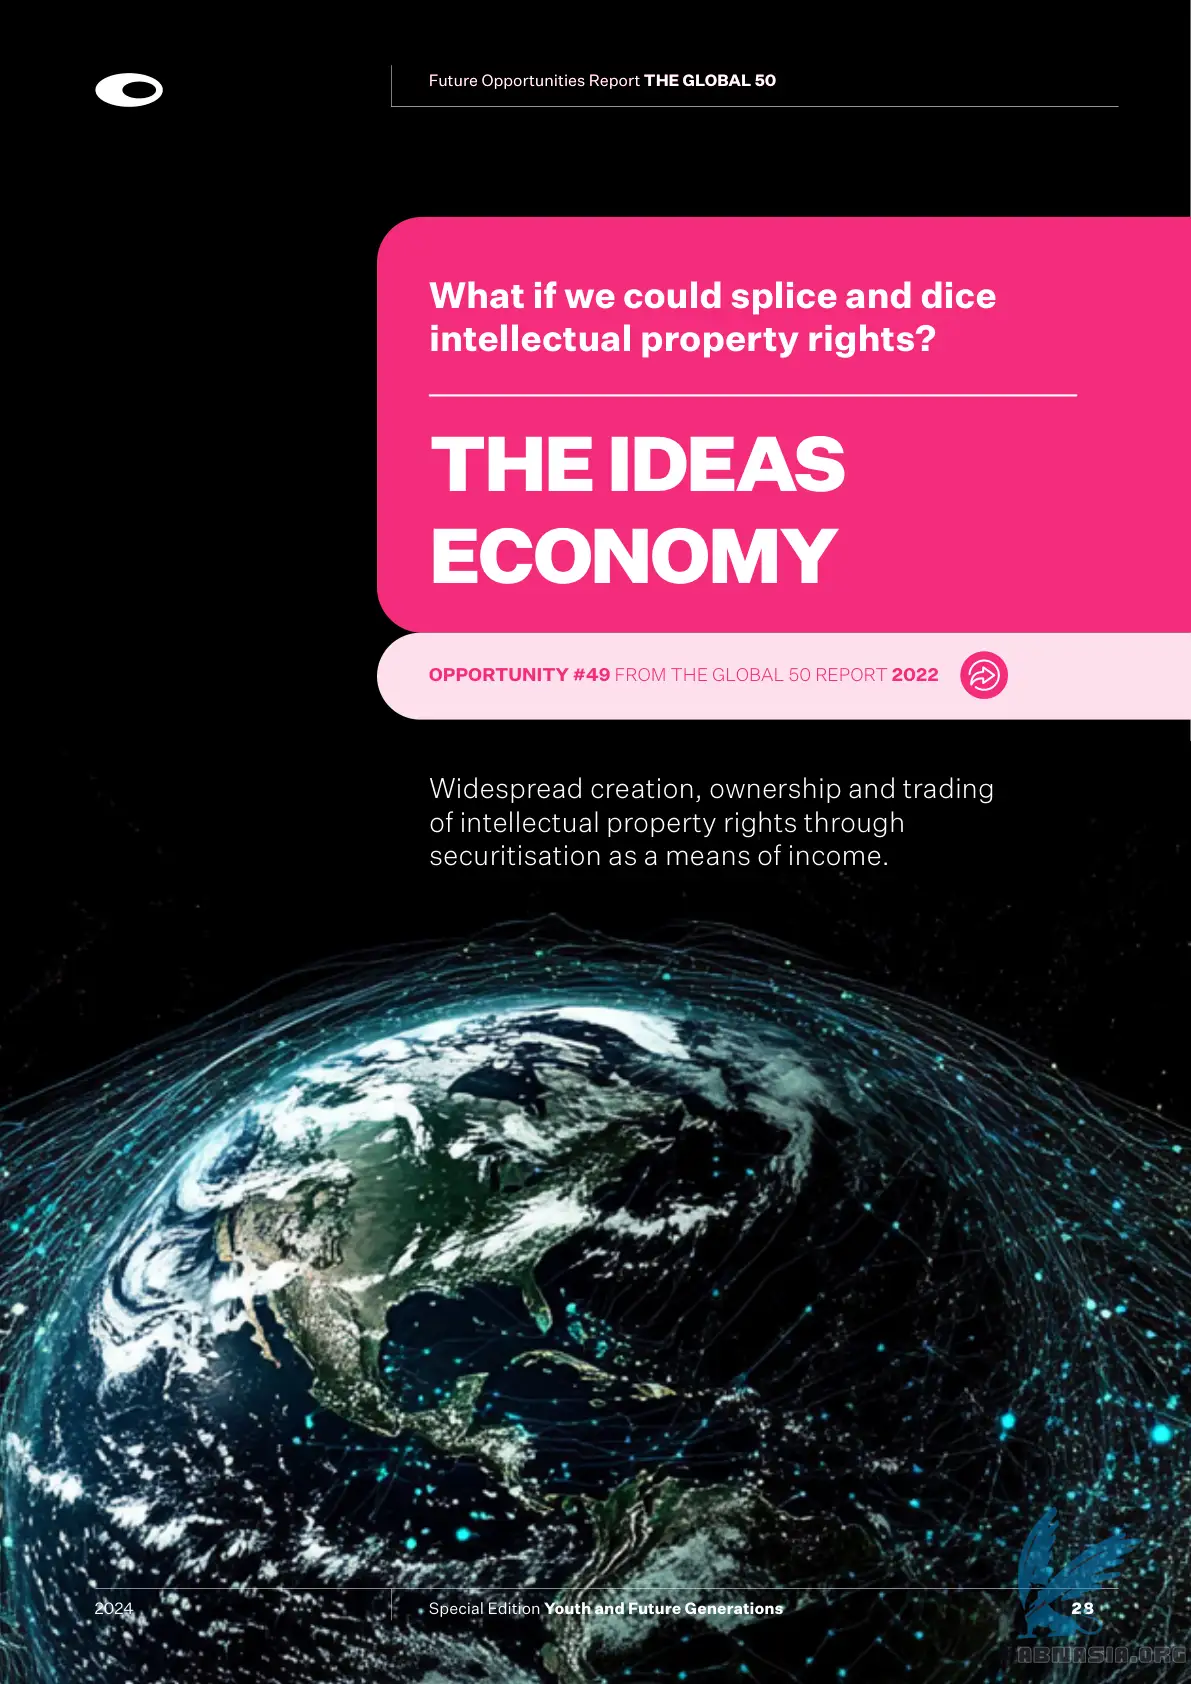 Future Opportunities Report THE GLOBAL 50
What if we could splice and dice
intellectual property rights?
THE IDEAS
ECONOMY
OPPORTUNITY #49 FROM THE GLOBAL 50 REPORT 2022
Widespread creation, ownership and trading
of intellectual property rights through
securitisation as a means of income.
2024
Special Edition Youth and Future Generations
28
ABNASIA.ORG